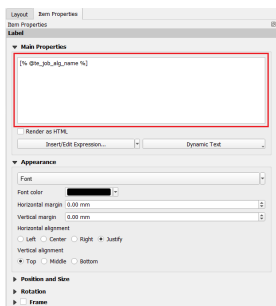 Layout Item Properties
Item Properties
Label
Main Properties
[% @te_job_alg_name %]
Render as HTML
Insert/Edit Expression... Dynamic Text
Appearance
Font
Font color
Horizontal margin 0.00 mm
Vertical margin 0.00 mm
Horizontal alignment
Left Center Right Justify
Vertical alignment
Top Middle Bottom
Position and Size
Rotation
Frame